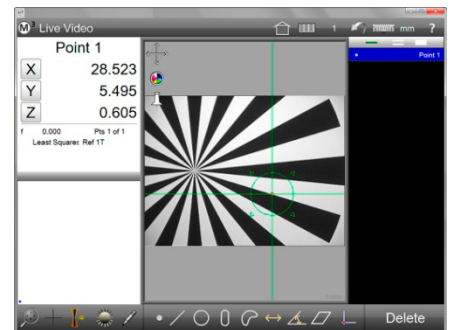 M3 Live Video
1
mm
?
Point 1
X 28.523
Y 5.495
Z 0.605
f 0.000 Pts 1 of 1
Least Squares Ref 1T
Point 1
Delete